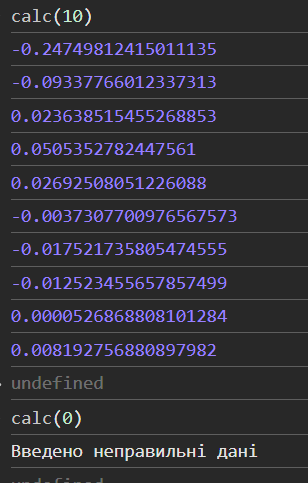 calc(10)
-0.24749812415011135
-0.09337766012337313
0.023638515455268853
0.0505352782447561
0.02692508051226088
-0.0037307700976567573
-0.017521735805474555
-0.012523455657857499
0.0000526868808101284
0.008192756880897982
undefined
calc(0)
Введено неправильні дані
undefined